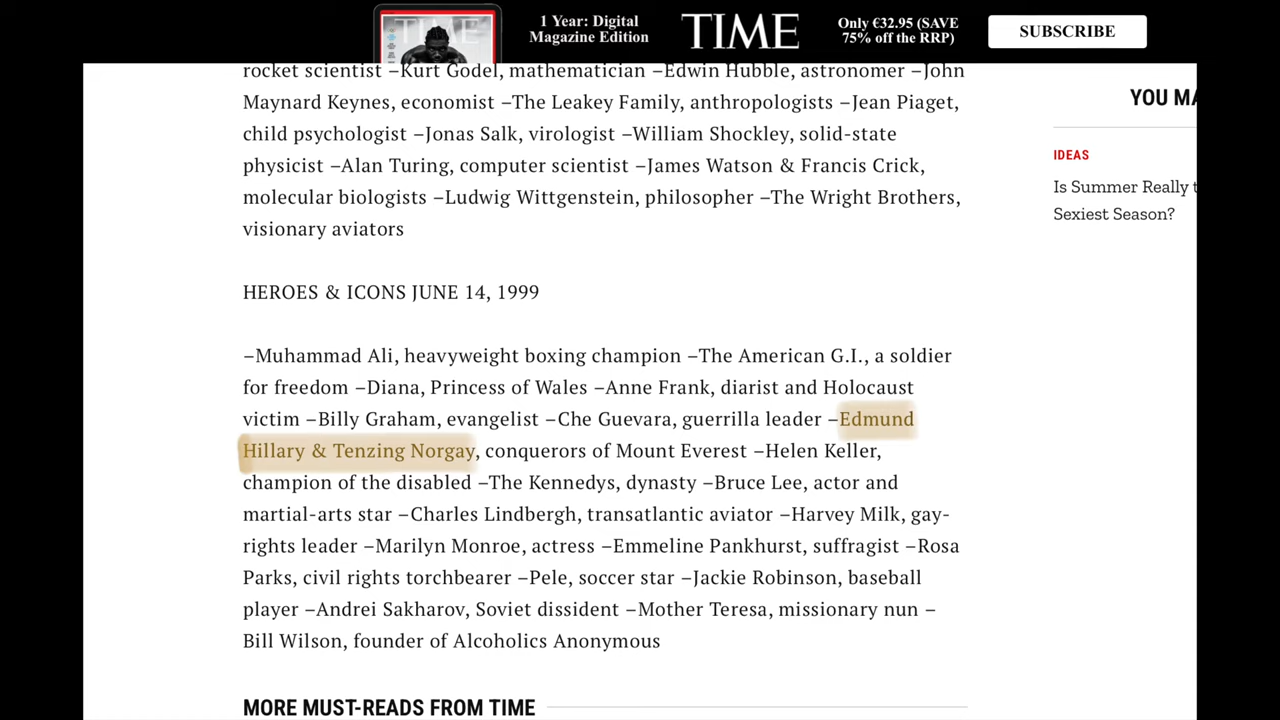 1 Year: Digital
Magazine Edition
TIME
TIME
Only €32.95 (SAVE
75% off the RRP)
SUBSCRIBE
rocket scientist –Kurt Godel, mathematician –Edwin Hubble, astronomer –John
Maynard Keynes, economist –The Leakey Family, anthropologists –Jean Piaget,
child psychologist –Jonas Salk, virologist –William Shockley, solid-state
physicist –Alan Turing, computer scientist –James Watson & Francis Crick,
molecular biologists –Ludwig Wittgenstein, philosopher –The Wright Brothers,
visionary aviators
HEROES & ICONS JUNE 14, 1999
–Muhammad Ali, heavyweight boxing champion –The American G.I., a soldier
for freedom –Diana, Princess of Wales –Anne Frank, diarist and Holocaust
victim –Billy Graham, evangelist –Che Guevara, guerrilla leader –Edmund
Hillary & Tenzing Norgay, conquerors of Mount Everest –Helen Keller,
champion of the disabled –The Kennedys, dynasty –Bruce Lee, actor and
martial-arts star –Charles Lindbergh, transatlantic aviator –Harvey Milk, gay-
rights leader –Marilyn Monroe, actress –Emmeline Pankhurst, suffragist –Rosa
Parks, civil rights torchbearer –Pele, soccer star –Jackie Robinson, baseball
player –Andrei Sakharov, Soviet dissident –Mother Teresa, missionary nun –
Bill Wilson, founder of Alcoholics Anonymous
MORE MUST-READS FROM TIME
YOU MA
IDEAS
Is Summer Really t
Sexiest Season?